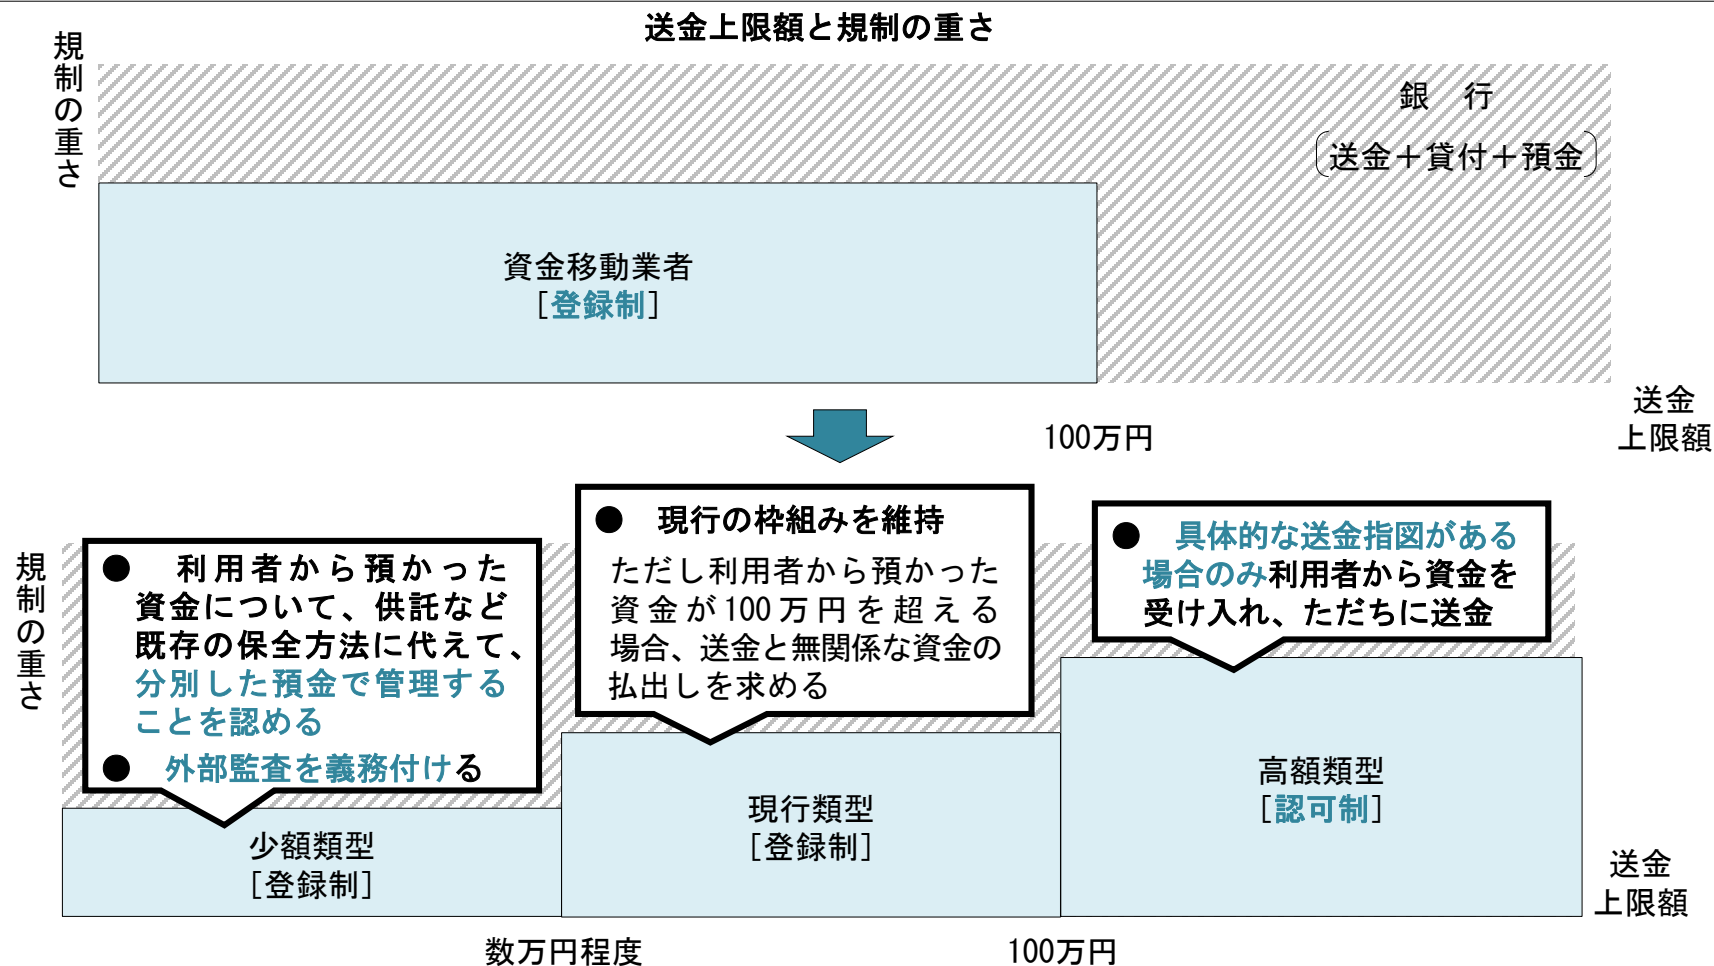 送金上限額と規制の重さ
規制の重さ
銀　行
送金＋貸付＋預金
資金移動業者
［登録制］
送金
上限額
100万円
規制の重さ
● 利用者から預かった
資金について、供託など
既存の保全方法に代えて、
分別した預金で管理する
ことを認める
● 外部監査を義務付ける
● 現行の枠組みを維持
ただし利用者から預かった
資金が100万円を超える
場合、送金と無関係な資金の
払出しを求める
● 具体的な送金指図がある
場合のみ利用者から資金を
受け入れ、ただちに送金
少額類型
［登録制］
現行類型
［登録制］
高額類型
［認可制］
送金
上限額
数万円程度
100万円